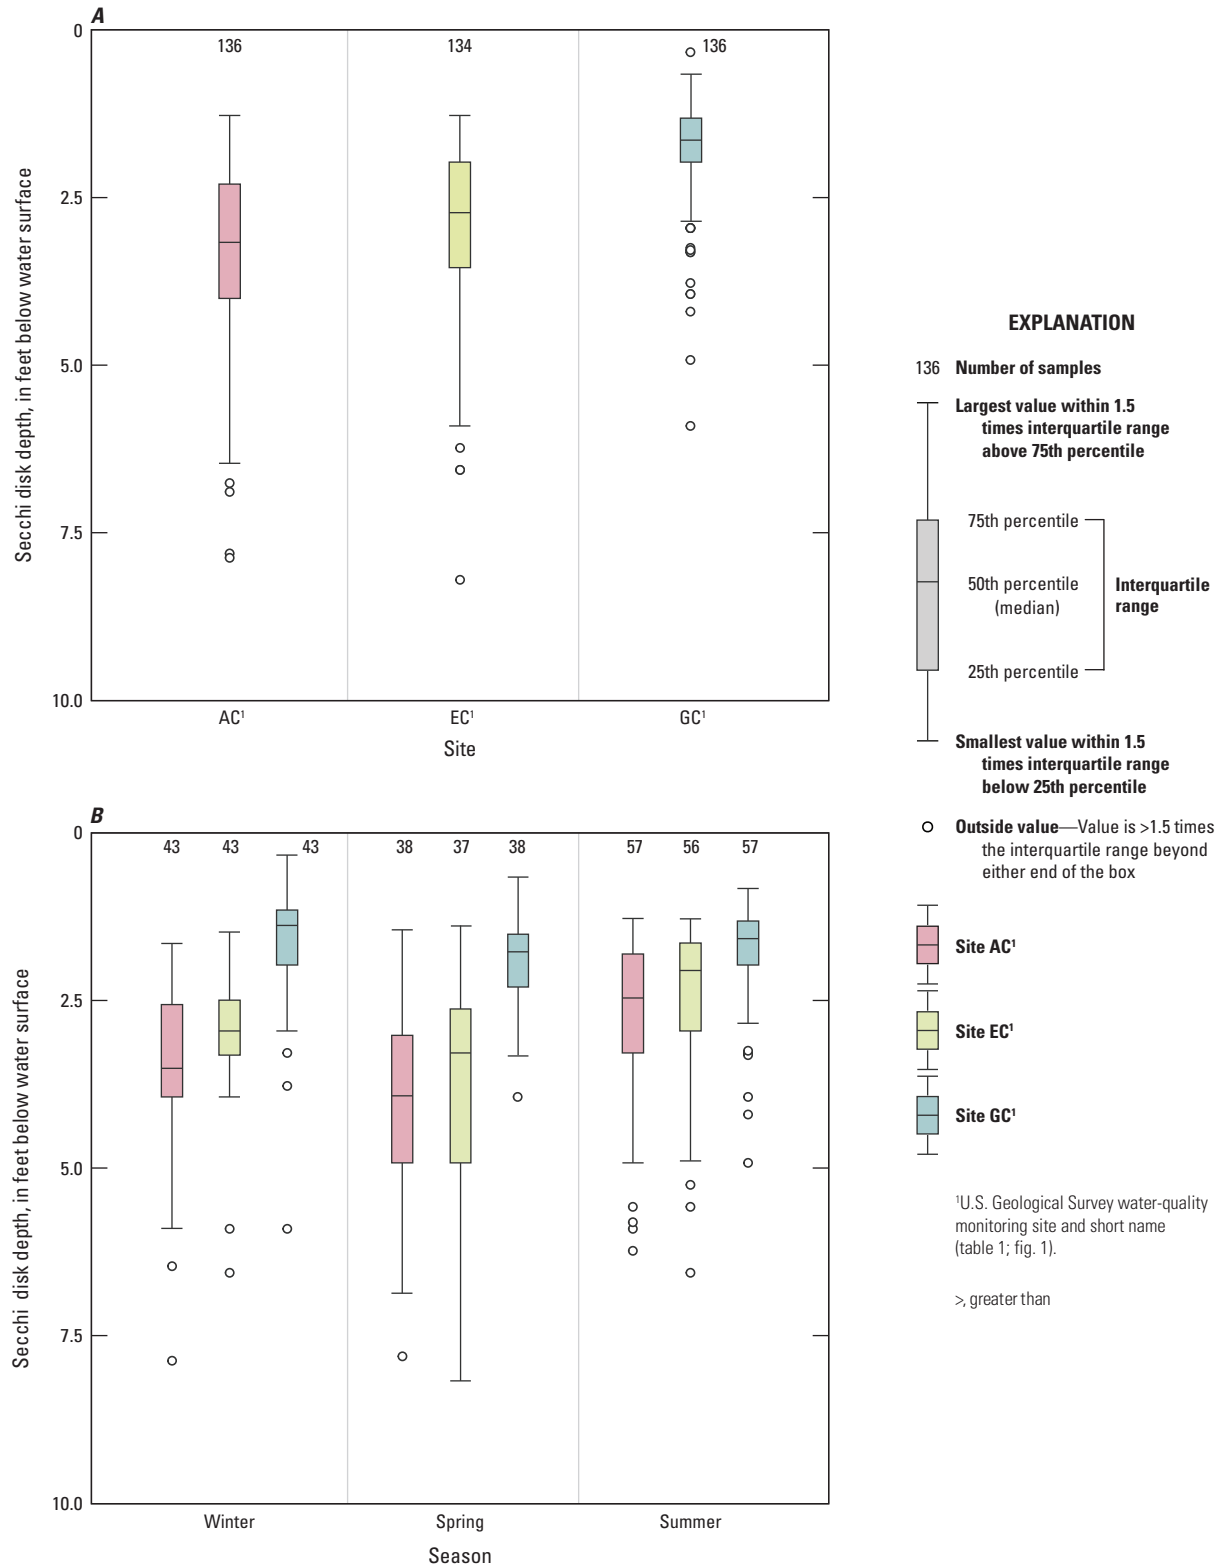 A
0
2.5
5.0
7.5
10.0
Secchi disk depth, in feet below water surface
136
134
136
AC¹
EC¹
GC¹
Site
B
0
2.5
5.0
7.5
10.0
Secchi disk depth, in feet below water surface
43
43
43
38
37
38
57
56
57
Winter
Spring
Summer
Season
EXPLANATION
136 Number of samples
Largest value within 1.5
times interquartile range
above 75th percentile
75th percentile
50th percentile
(median)
Interquartile
range
25th percentile
Smallest value within 1.5
times interquartile range
below 25th percentile
Outside value—Value is >1.5 times
the interquartile range beyond
either end of the box
Site AC¹
Site EC¹
Site GC¹
¹U.S. Geological Survey water-quality
monitoring site and short name
(table 1; fig. 1).
>, greater than